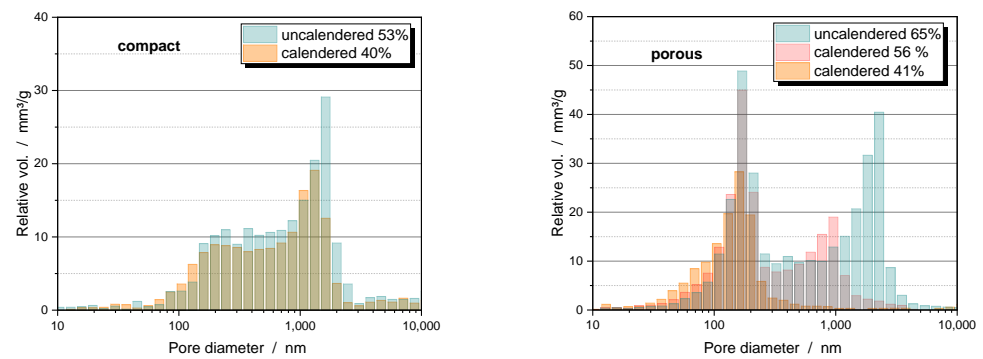 40
30
20
10
0
Relative vol. / mm³/g
compact
uncalendered 53%
calendered 40%
10
100
1,000
10,000
Pore diameter / nm
60
50
40
30
20
10
0
Relative vol. / mm³/g
porous
uncalendered 65%
calendered 56 %
calendered 41%
10
100
1,000
10,000
Pore diameter / nm